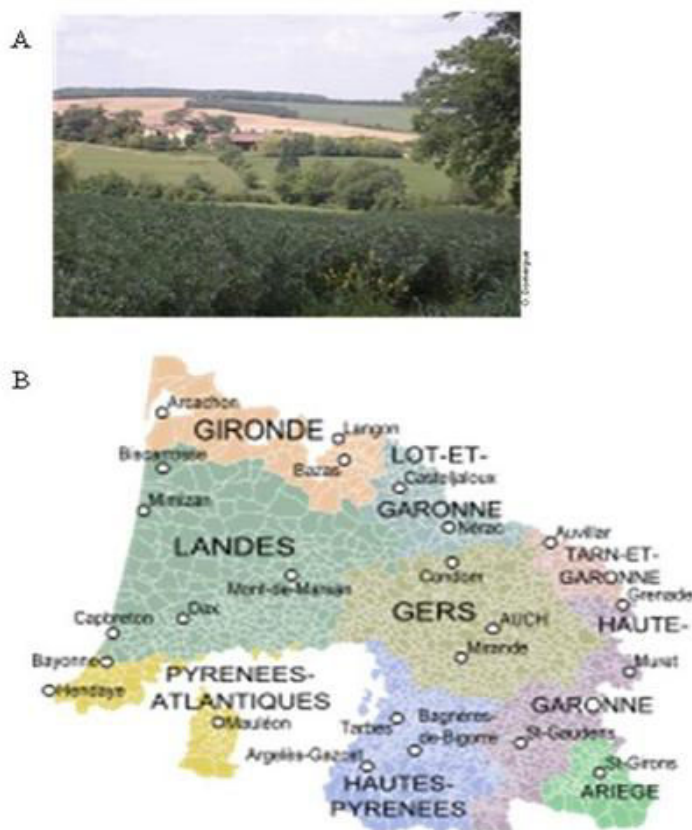 A
© Domergue
B
Arcachon
GIRONDE
Langon
Bazas
Biscarrosse
LOT-ET-
Casteljaloux
GARONNE
Mimizan
Nérac
Auvillar
LANDES
TARN-ET-
GARONNE
Condom
Grenade
Mont-de-Marsan
GERS
AUCH
HAUTE-
Capbreton
Dax
Mirande
Muret
Bayonne
PYRENEES-
ATLANTIQUES
GARONNE
Hendaye
Mauléon
Tarbes
Bagnères-
de-Bigorre
St-Gaudens
Argelès-Gazost
St-Girons
HAUTES-
PYRENEES
ARIEGE